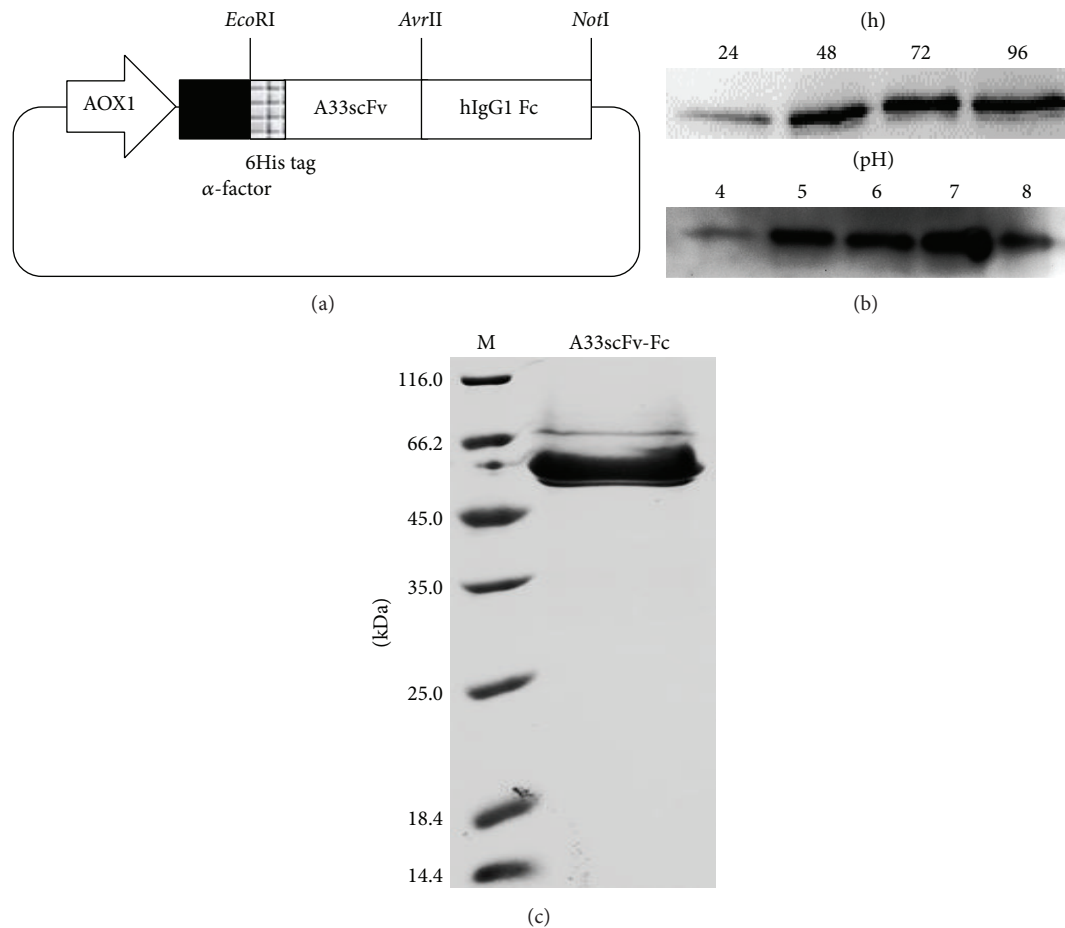 EcoRI AvrII NotI
AOX1
A33scFv
hIgG1 Fc
6His tag
α-factor
(a)
(h)
24 48 72 96
(pH)
4 5 6 7 8
(b)
M A33scFv-Fc
116.0
66.2
45.0
35.0
(kDa)
25.0
18.4
14.4
(c)